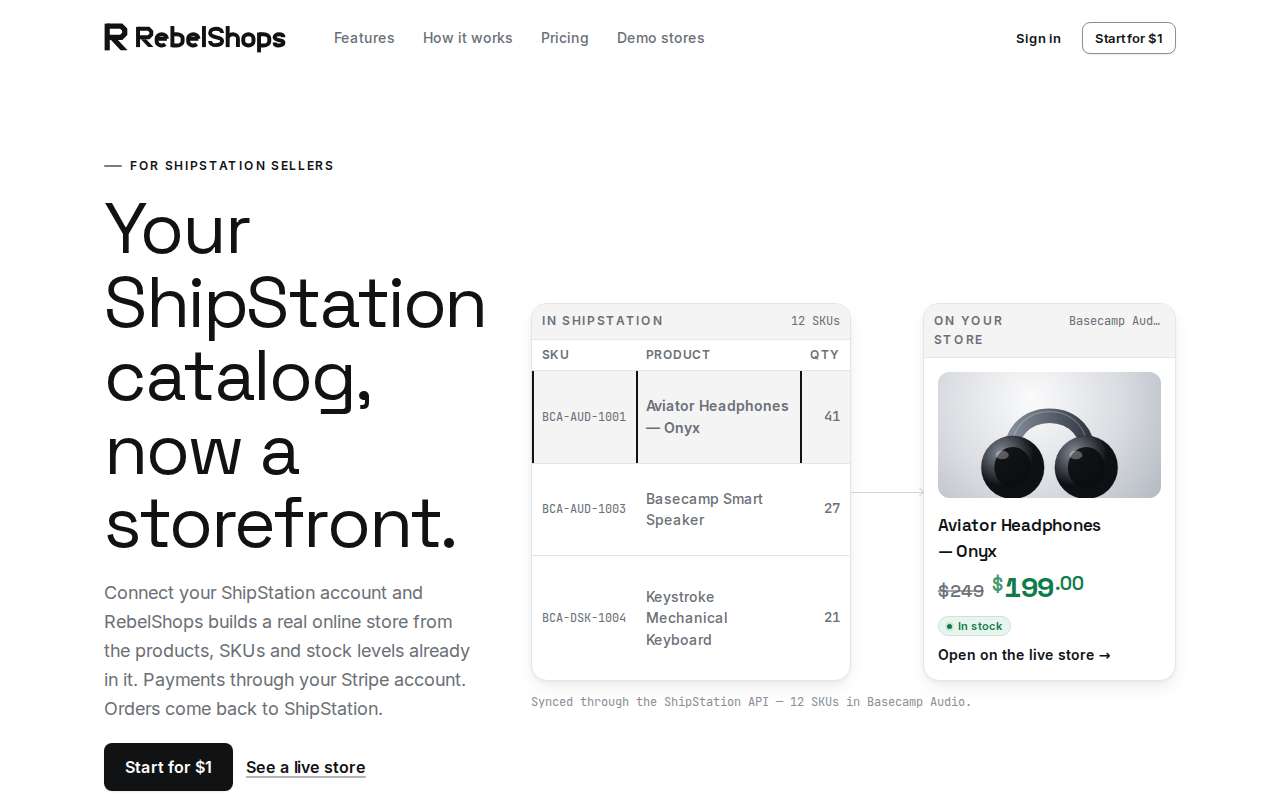 RebelShops
Features
How it works
Pricing
Demo stores
Sign in
Start for $1
FOR SHIPSTATION SELLERS
Your
ShipStation
catalog,
now a
storefront.
Connect your ShipStation account and
RebelShops builds a real online store from
the products, SKUs and stock levels already
in it. Payments through your Stripe account.
Orders come back to ShipStation.
Start for $1
See a live store
IN SHIPSTATION
12 SKUs
SKU PRODUCT QTY
BCA-AUD-1001
Aviator Headphones
— Onyx
41
BCA-AUD-1003
Basecamp Smart
Speaker
27
BCA-DSK-1004
Keystroke
Mechanical
Keyboard
21
ON YOUR
STORE
Basecamp Aud…
Aviator Headphones
— Onyx
$249 $199.00
In stock
Open on the live store →
Synced through the ShipStation API — 12 SKUs in Basecamp Audio.